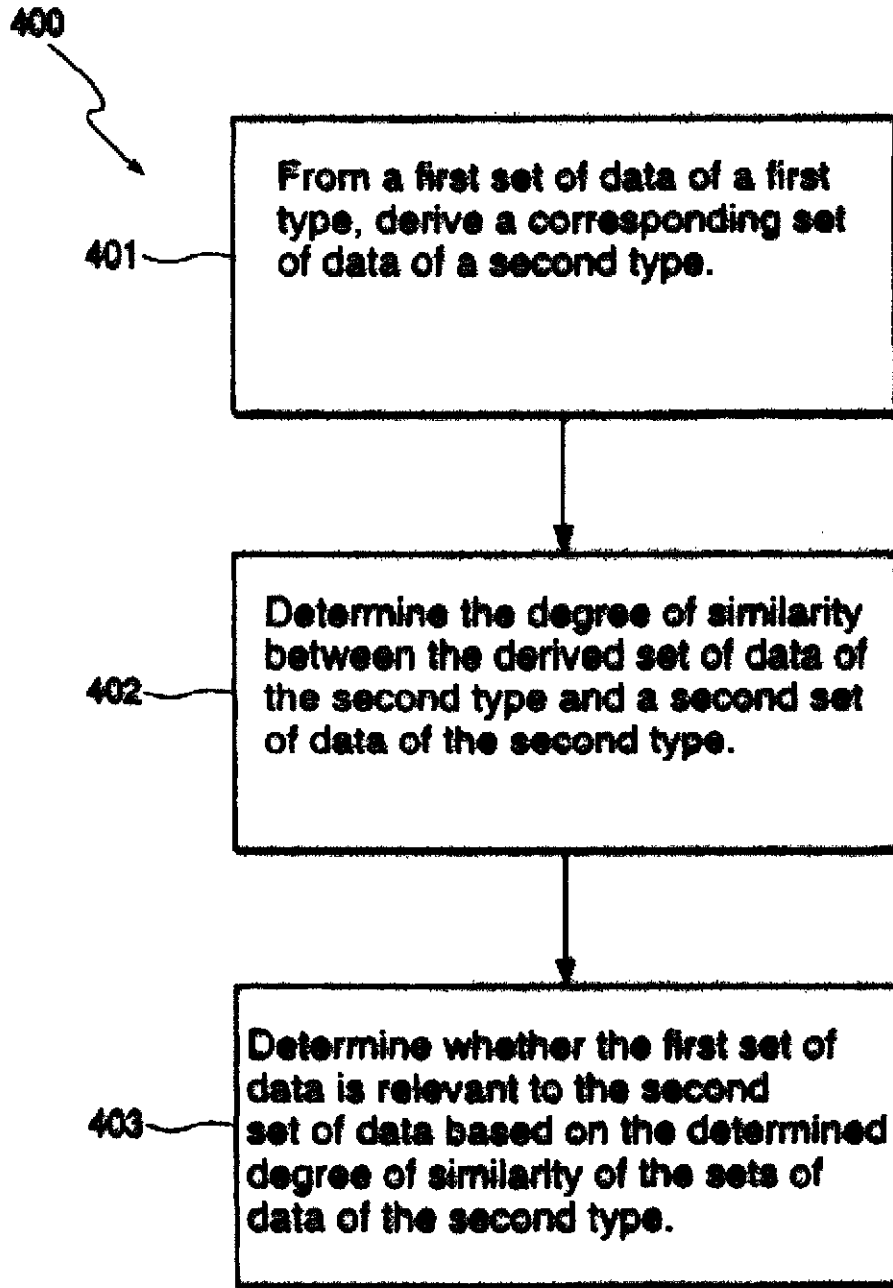 400
401
From a first set of data of a first
type, derive a corresponding set
of data of a second type.
402
Determine the degree of similarity
between the derived set of data of
the second type and a second set
of data of the second type.
403
Determine whether the first set of
data is relevant to the second
set of data based on the determined
degree of similarity of the sets of
data of the second type.